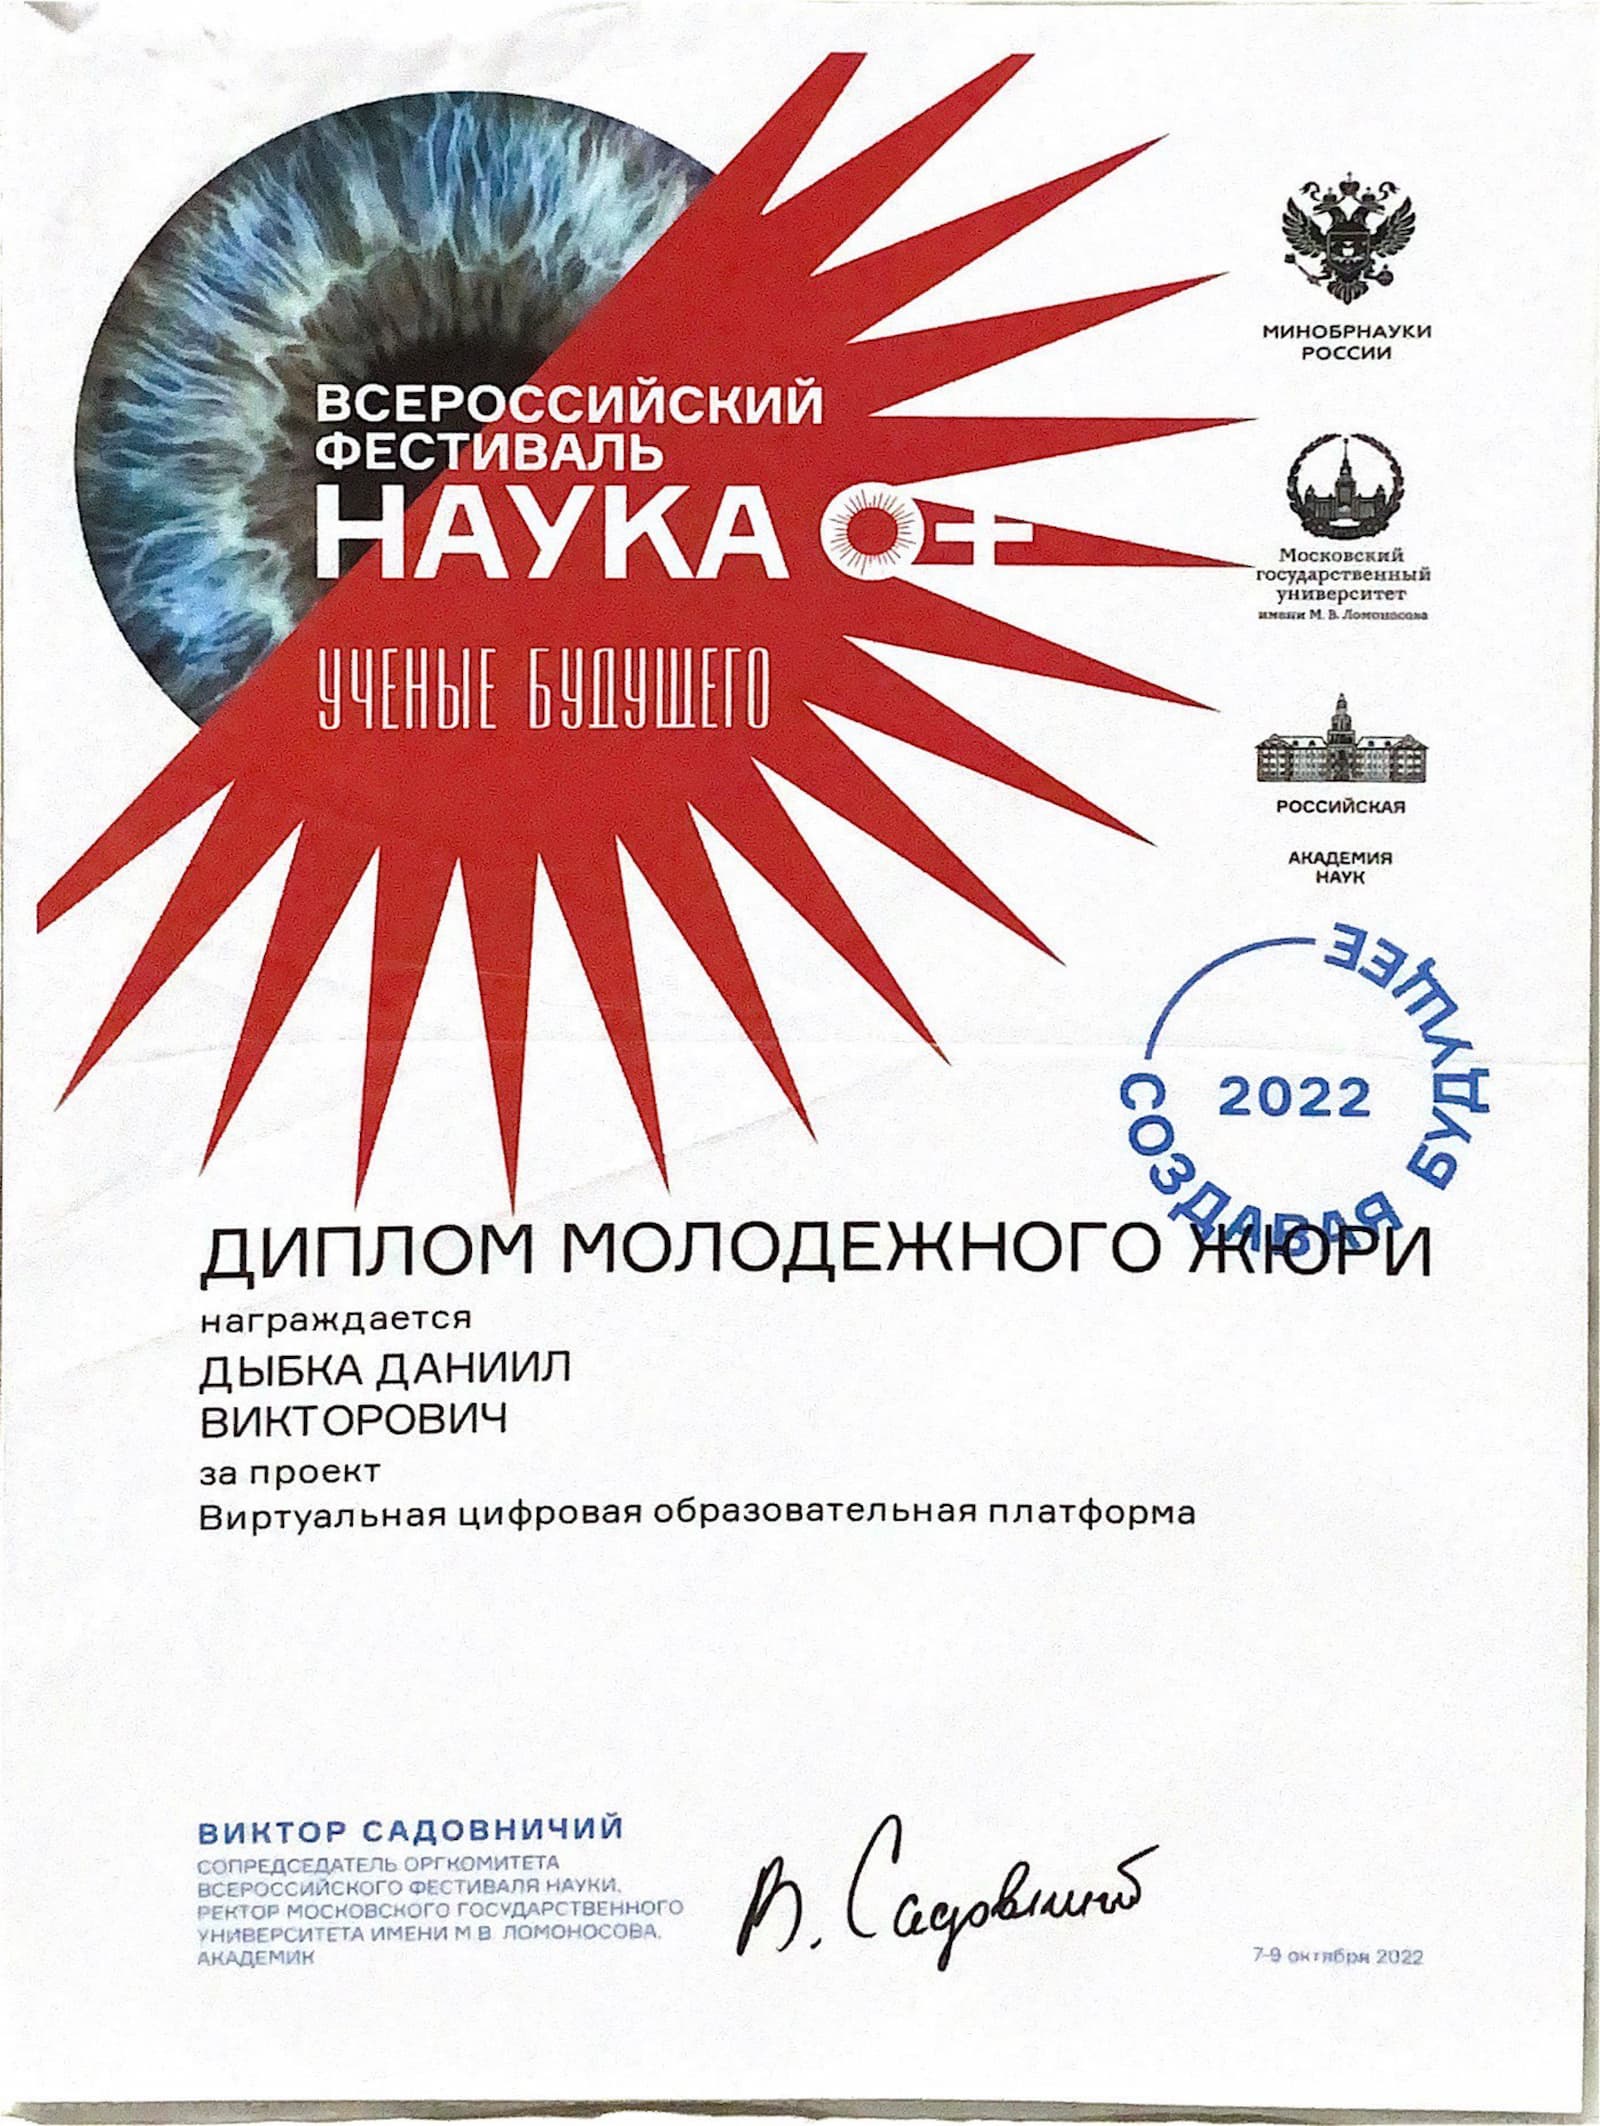 ВСЕРОССИЙСКИЙ
ФЕСТИВАЛЬ
НАУКА 0+
УЧЕНЫЕ БУДУЩЕГО
МИНОБРНАУКИ
РОССИИ
Московский
государственный
университет
имени М. В. Ломоносова
РОССИЙСКАЯ
АКАДЕМИЯ
НАУК
СОЗДАВАЯ БУДУЩЕЕ
2022
ДИПЛОМ МОЛОДЕЖНОГО ЖЮРИ
награждается
ДЫБКА ДАНИИЛ
ВИКТОРОВИЧ
за проект
Виртуальная цифровая образовательная платформа
ВИКТОР САДОВНИЧИЙ
СОПРЕДСЕДАТЕЛЬ ОРГКОМИТЕТА
ВСЕРОССИЙСКОГО ФЕСТИВАЛЯ НАУКИ,
РЕКТОР МОСКОВСКОГО ГОСУДАРСТВЕННОГО
УНИВЕРСИТЕТА ИМЕНИ М.В. ЛОМОНОСОВА,
АКАДЕМИК
В. Садовничий
7-9 октября 2022